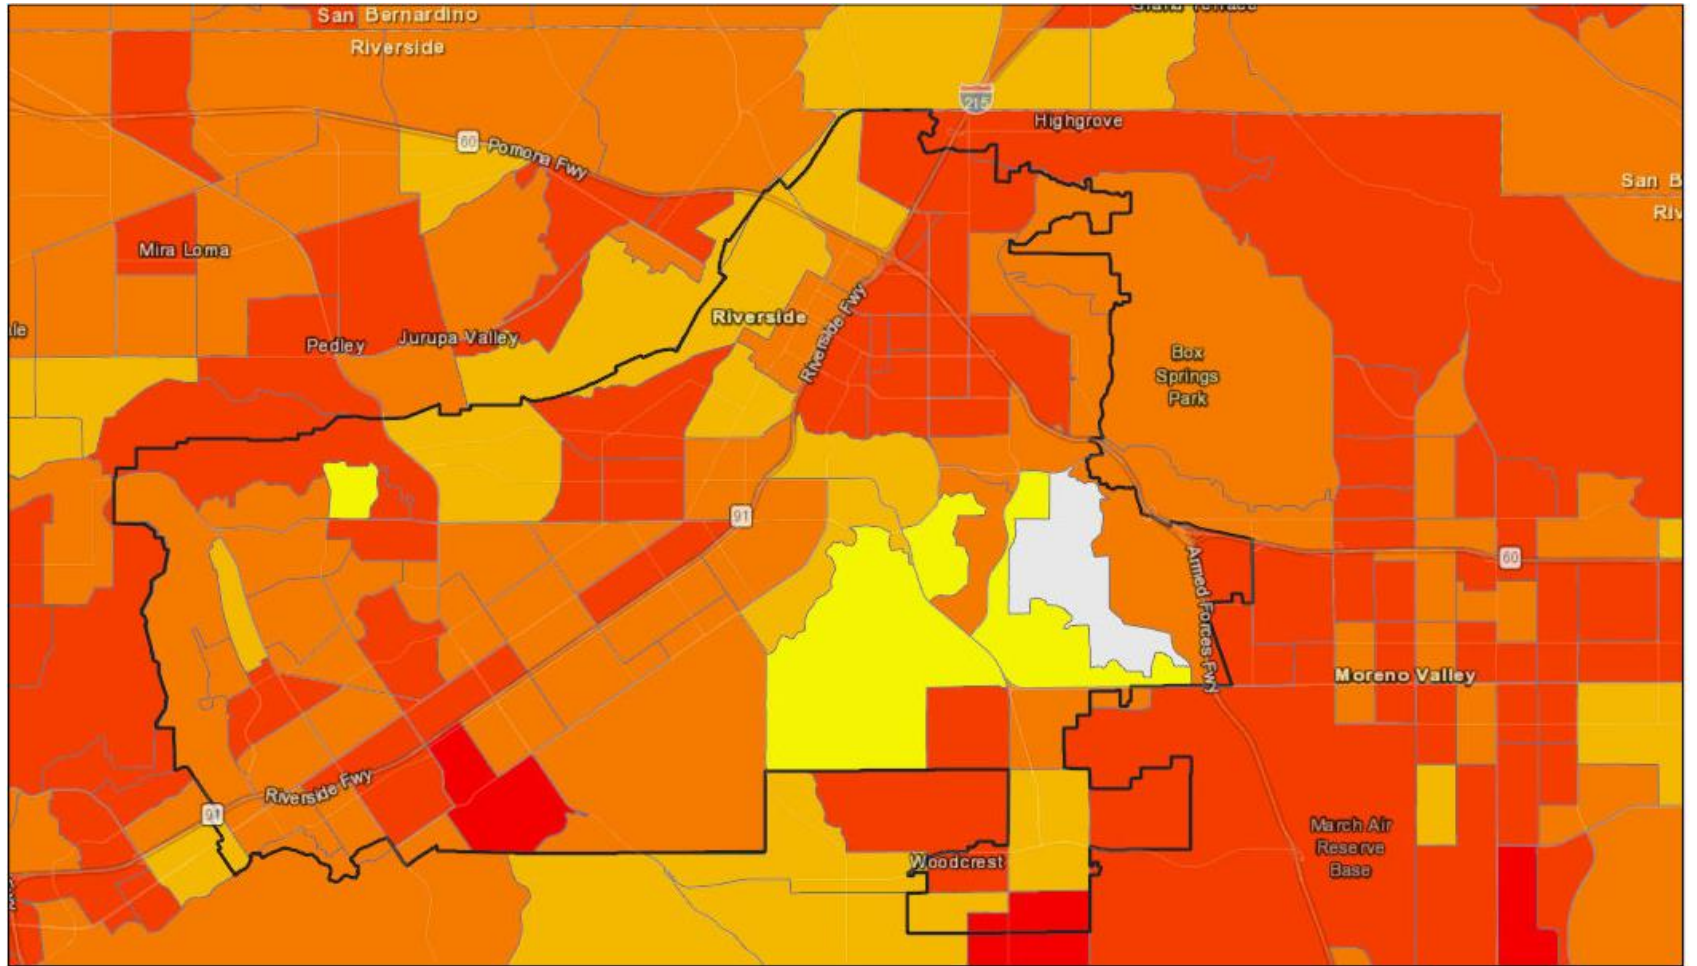 San Bernardino
Riverside
215
Highgrove
60
Pomona Fwy
San B
Riv
Mira Loma
Riverside
Riverside Fwy
Pedley
Jurupa Valley
Box
Springs
Park
91
60
Armed Forces Fwy
Moreno Valley
Riverside Fwy
91
March Air
Reserve
Base
Woodcrest